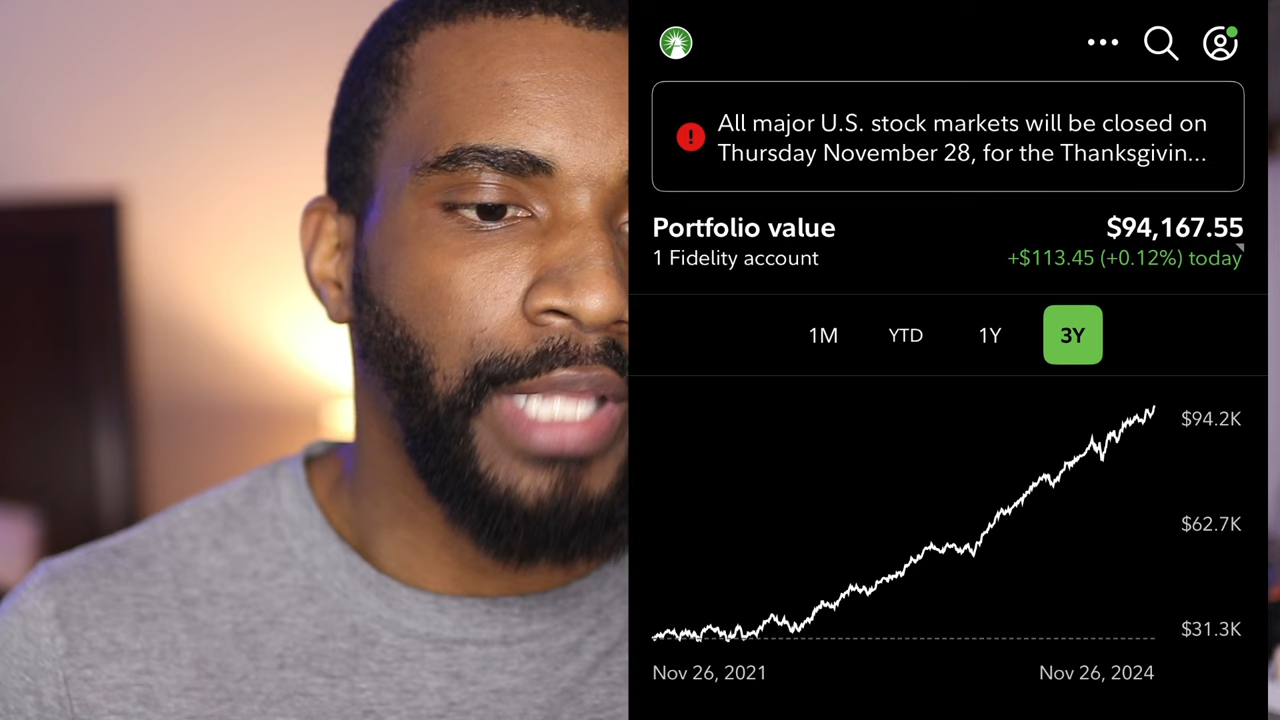 All major U.S. stock markets will be closed on
Thursday November 28, for the Thanksgivin...
Portfolio value
$94,167.55
1 Fidelity account
+$113.45 (+0.12%) today
1M
YTD
1Y
3Y
$94.2K
$62.7K
$31.3K
Nov 26, 2021
Nov 26, 2024